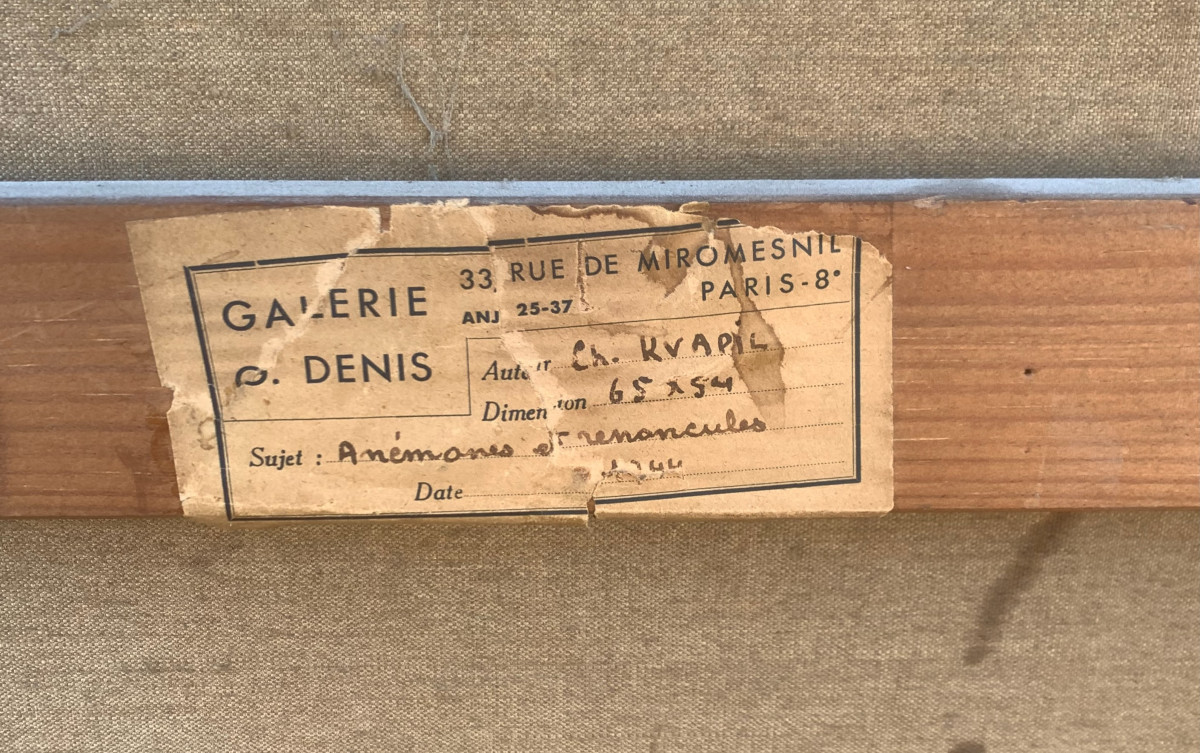 33, RUE DE MIROMESNIL
PARIS-8°
ANJ 25-37
GALERIE
DENIS
Auteur Ch. KVAPIL
Dimension 65 x 54
Sujet : Anémones et renoncules
Date 1944